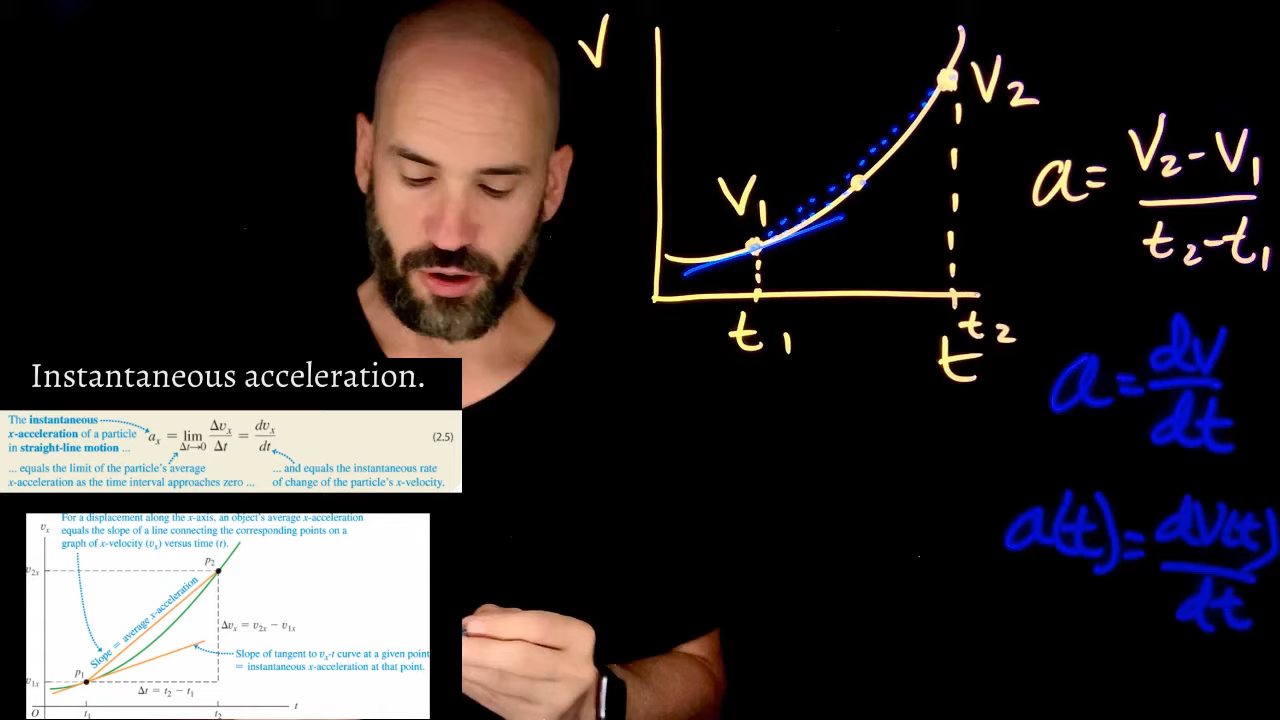 V
V2
V1
t1
t2
t
a = V2 - V1 / t2 - t1
a = dV / dt
a(t) = dV(t) / dt
Instantaneous acceleration.
The instantaneous
x-acceleration of a particle
in straight-line motion ...
aₓ = lim Δt→0 Δvₓ / Δt = dvₓ / dt
(2.5)
... equals the limit of the particle's average
x-acceleration as the time interval approaches zero ...
... and equals the instantaneous rate
of change of the particle's x-velocity.
For a displacement along the x-axis, an object's average x-acceleration
equals the slope of a line connecting the corresponding points on a
graph of x-velocity (vₓ) versus time (t).
vₓ
p₂
v₂ₓ
Slope = average x-acceleration
Δvₓ = v₂ₓ − v₁ₓ
Slope of tangent to vₓ-t curve at a given point
= instantaneous x-acceleration at that point.
p₁
v₁ₓ
Δt = t₂ − t₁
O
t₁
t₂
t